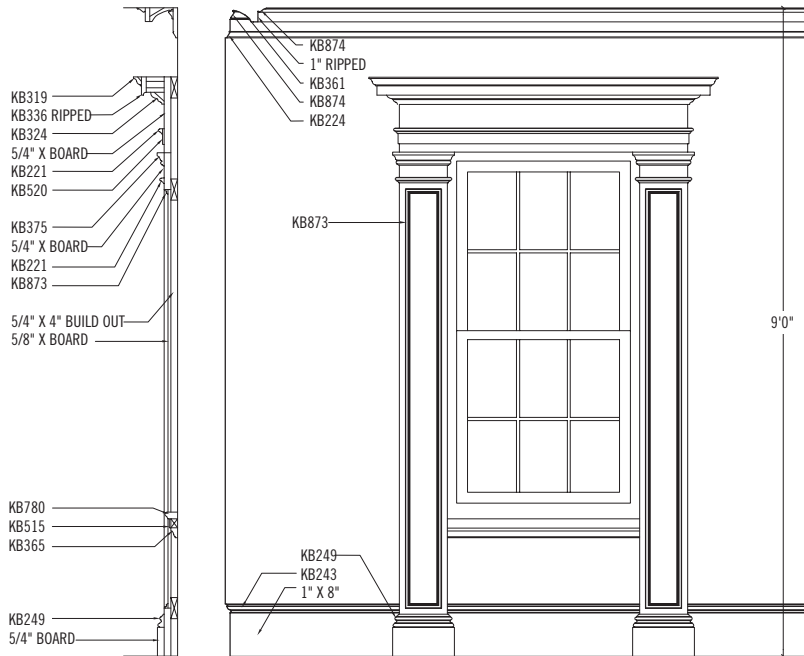 KB874
1" RIPPED
KB361
KB874
KB224
KB319
KB336 RIPPED
KB324
5/4" X BOARD
KB221
KB520
KB375
5/4" X BOARD
KB221
KB873
5/4" X 4" BUILD OUT
5/8" X BOARD
KB873
9'0"
KB780
KB515
KB365
KB249
KB243
1" X 8"
KB249
5/4" BOARD